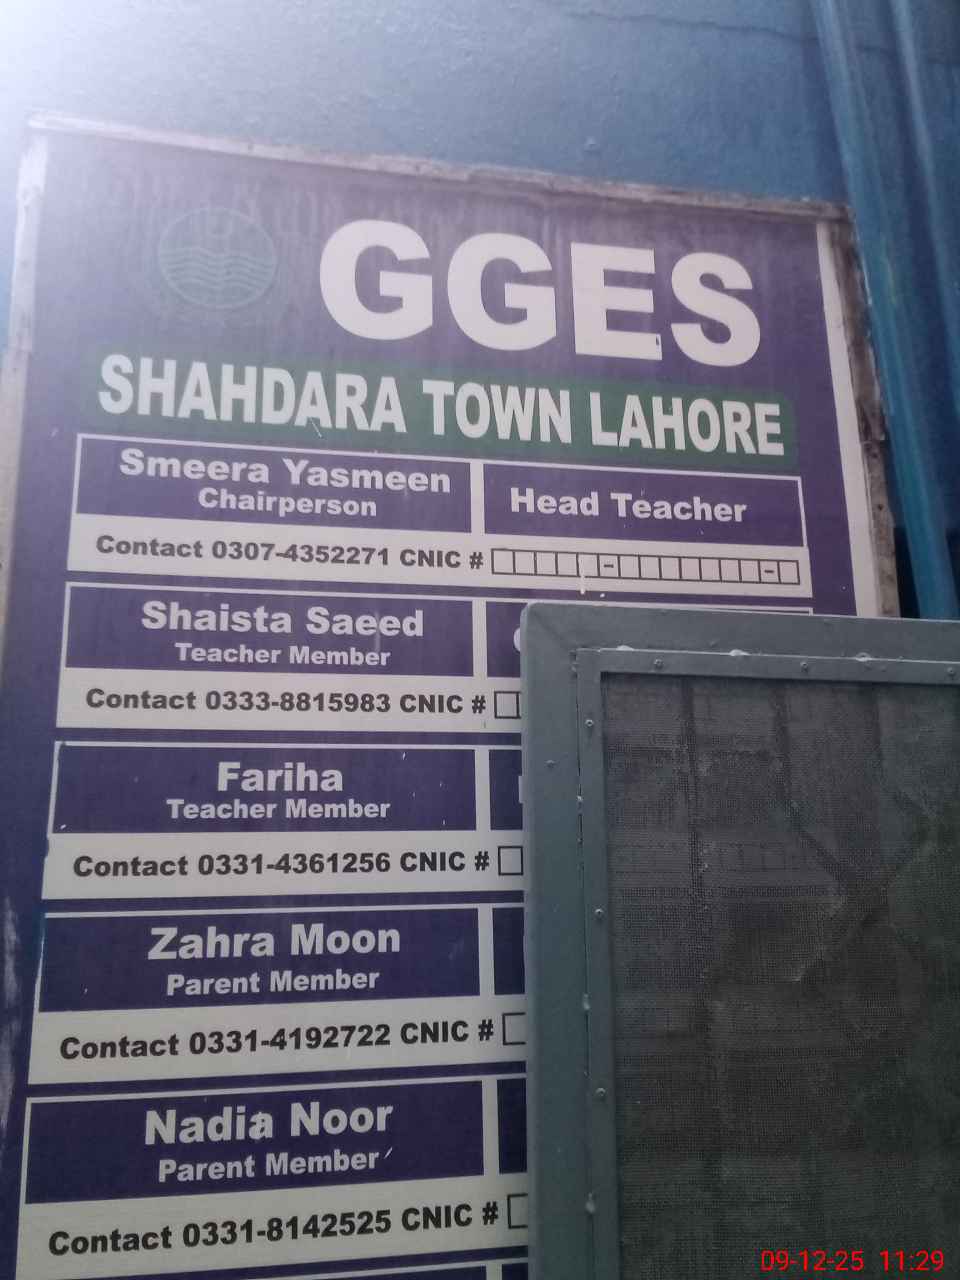 GGES
SHAHDARA TOWN LAHORE
Smeera Yasmeen
Chairperson
Head Teacher
Contact 0307-4352271 CNIC #
Shaista Saeed
Teacher Member
Contact 0333-8815983 CNIC #
Fariha
Teacher Member
Contact 0331-4361256 CNIC #
Zahra Moon
Parent Member
Contact 0331-4192722 CNIC #
Nadia Noor
Parent Member
Contact 0331-8142525 CNIC #
09-12-25 11:29